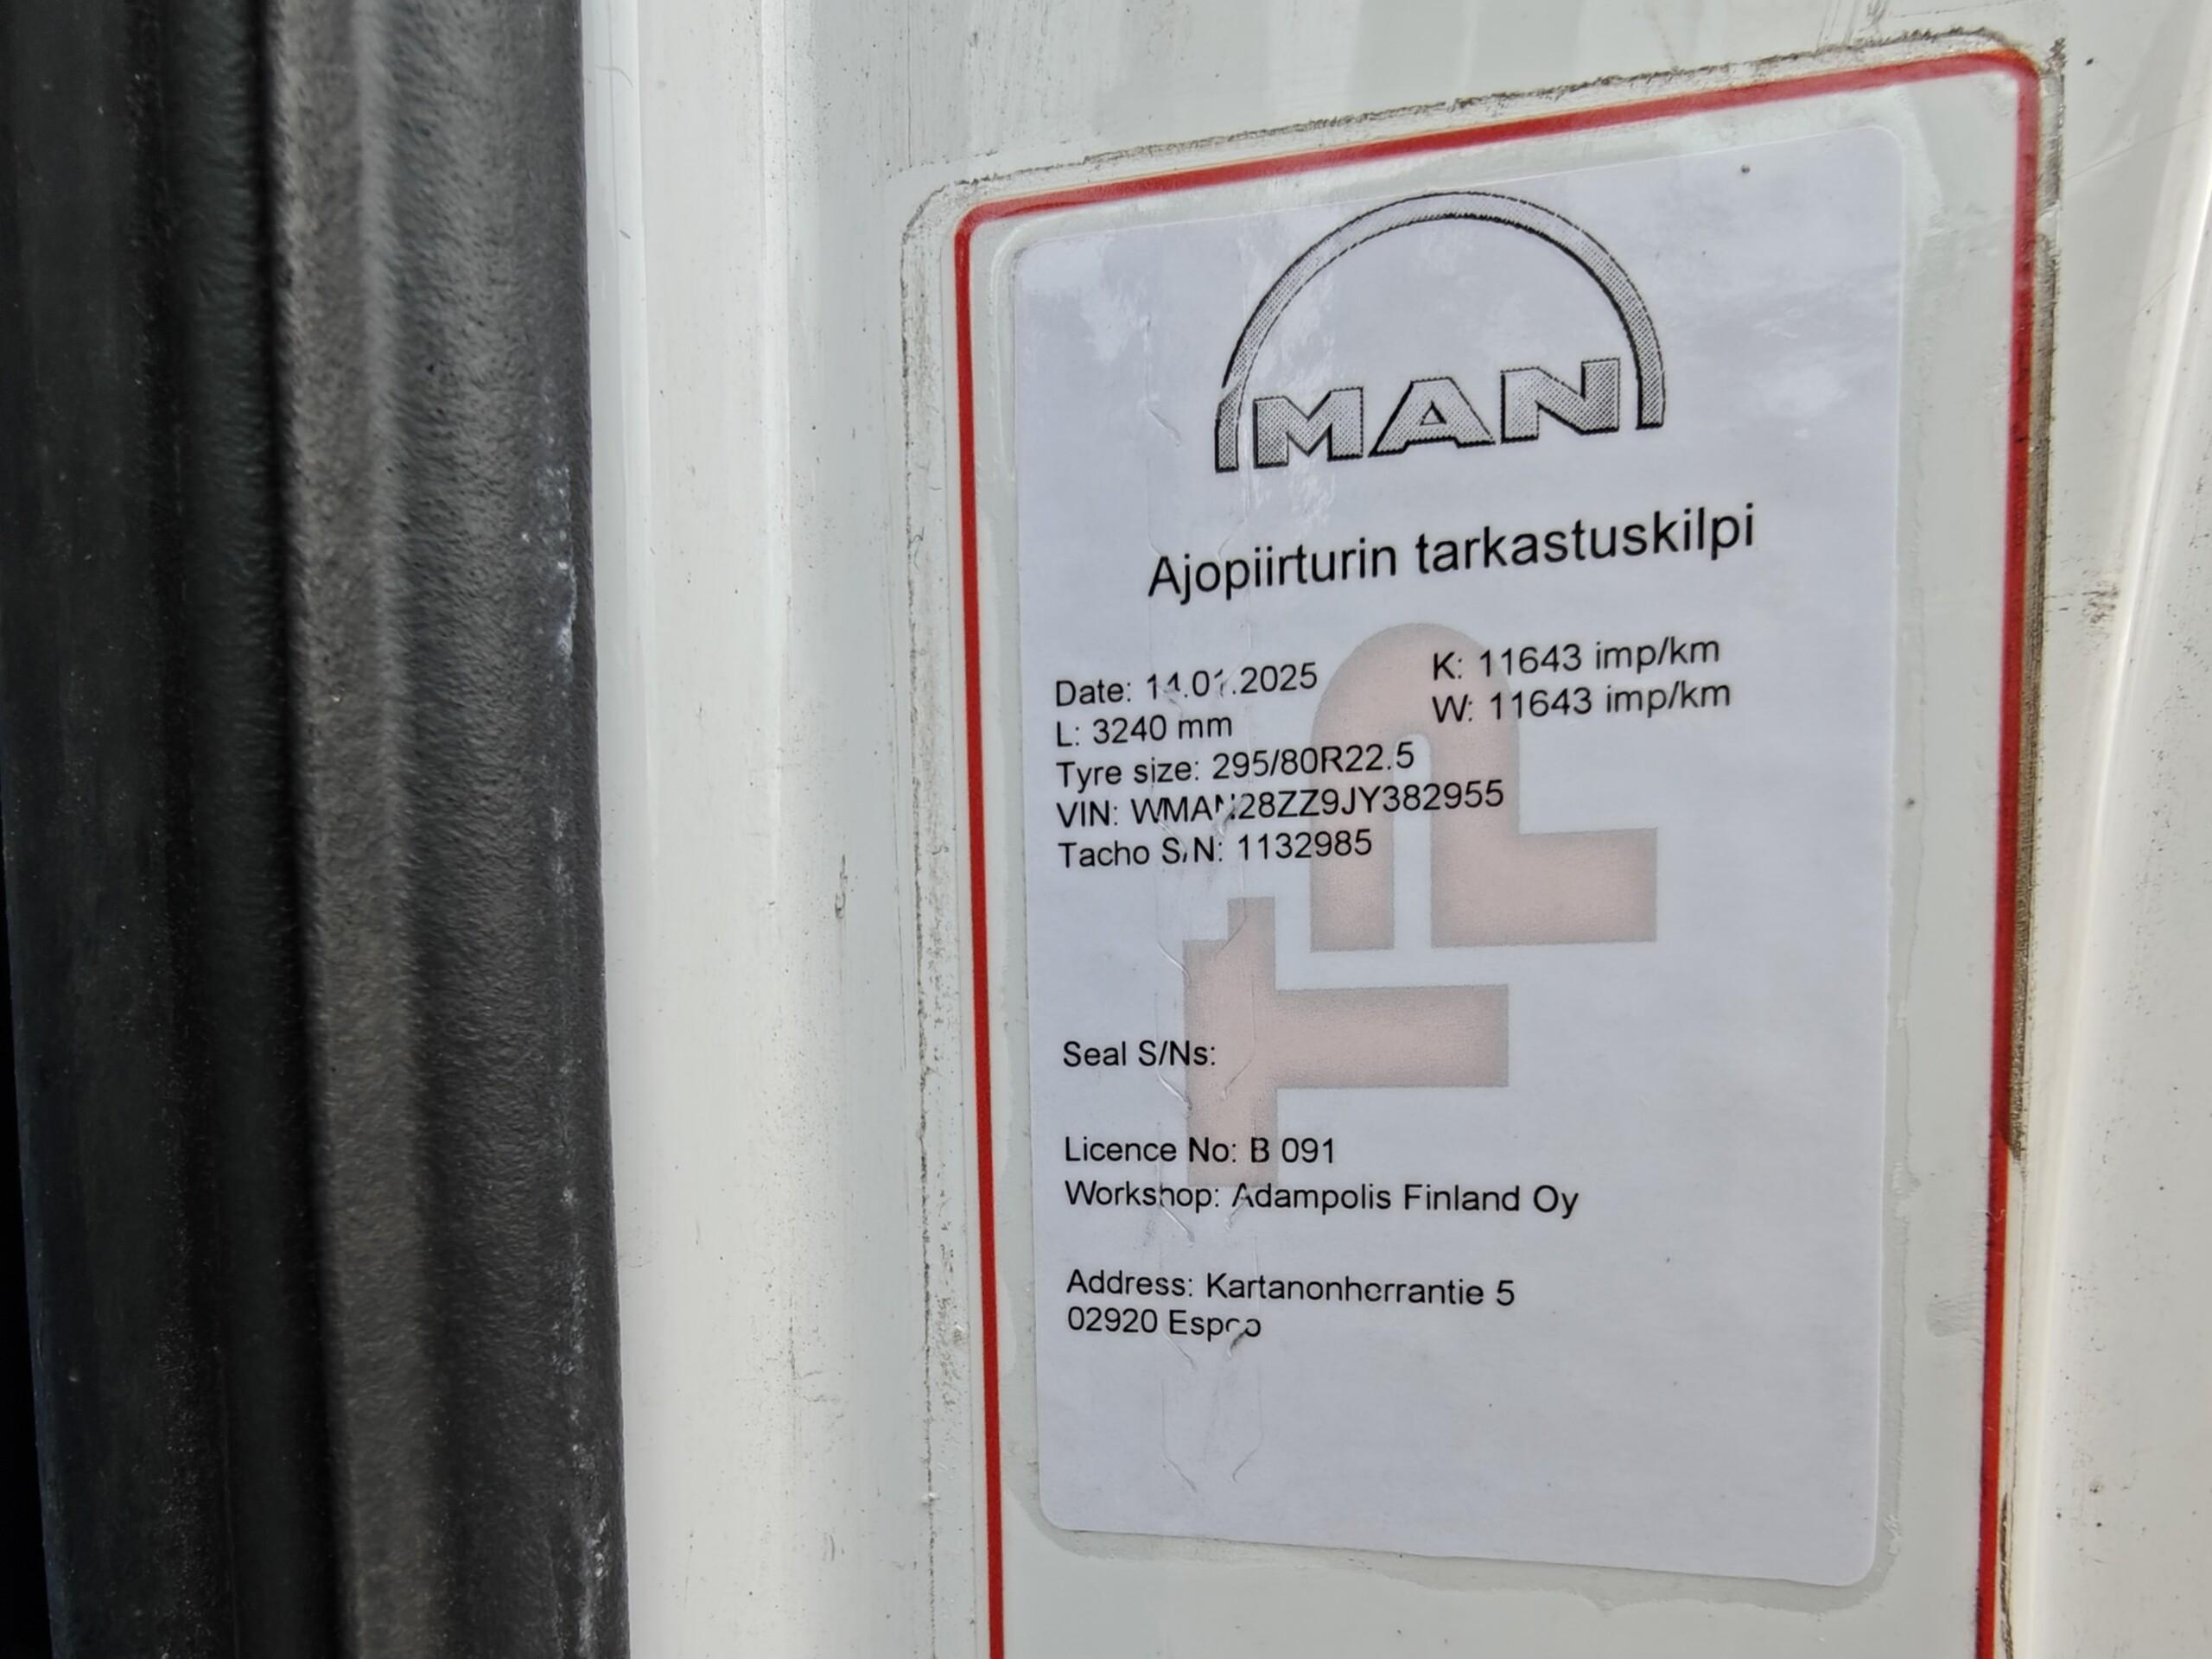 MAN
Ajopiirturin tarkastuskilpi
Date: 14.01.2025
K: 11643 imp/km
L: 3240 mm
W: 11643 imp/km
Tyre size: 295/80R22.5
VIN: WMAN28ZZ9JY382955
Tacho S/N: 1132985
Seal S/Ns:
Licence No: B 091
Workshop: Adampolis Finland Oy
Address: Kartanonherrantie 5
02920 Espoo